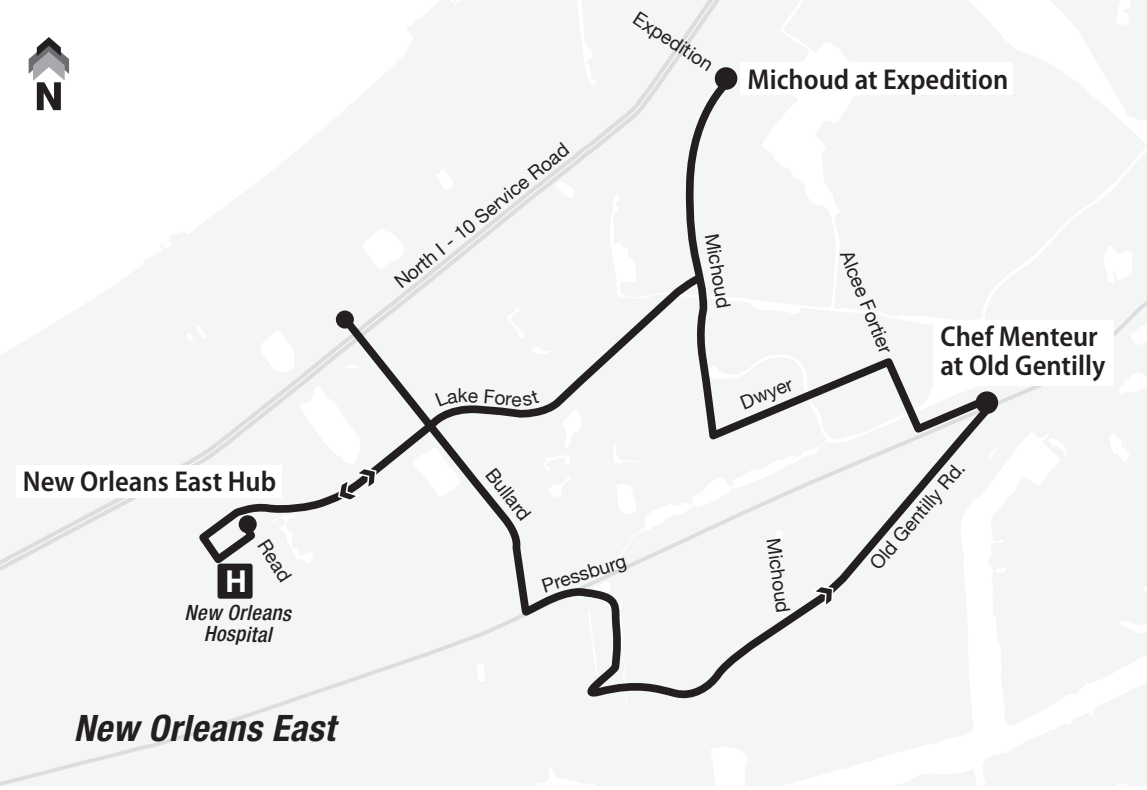 Expedition
N
Michoud at Expedition
North I - 10 Service Road
Michoud
Alcee Fortier
Chef Menteur
at Old Gentilly
Dwyer
Lake Forest
New Orleans East Hub
Bullard
Old Gentilly Rd.
Read
Pressburg
Michoud
H
New Orleans
Hospital
New Orleans East